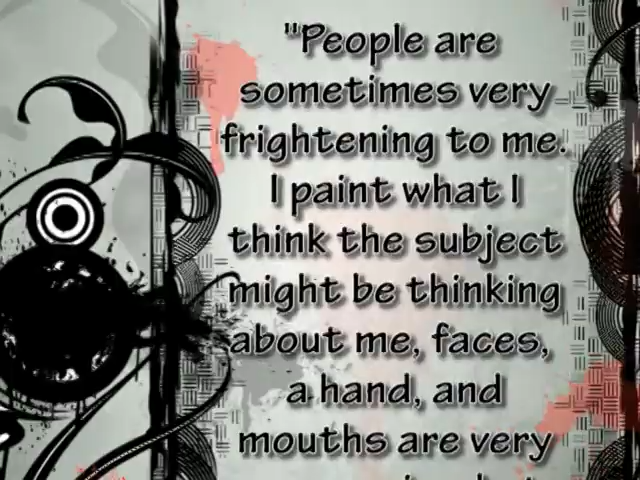 "People are
sometimes very
frightening to me.
I paint what I
think the subject
might be thinking
about me, faces,
a hand, and
mouths are very